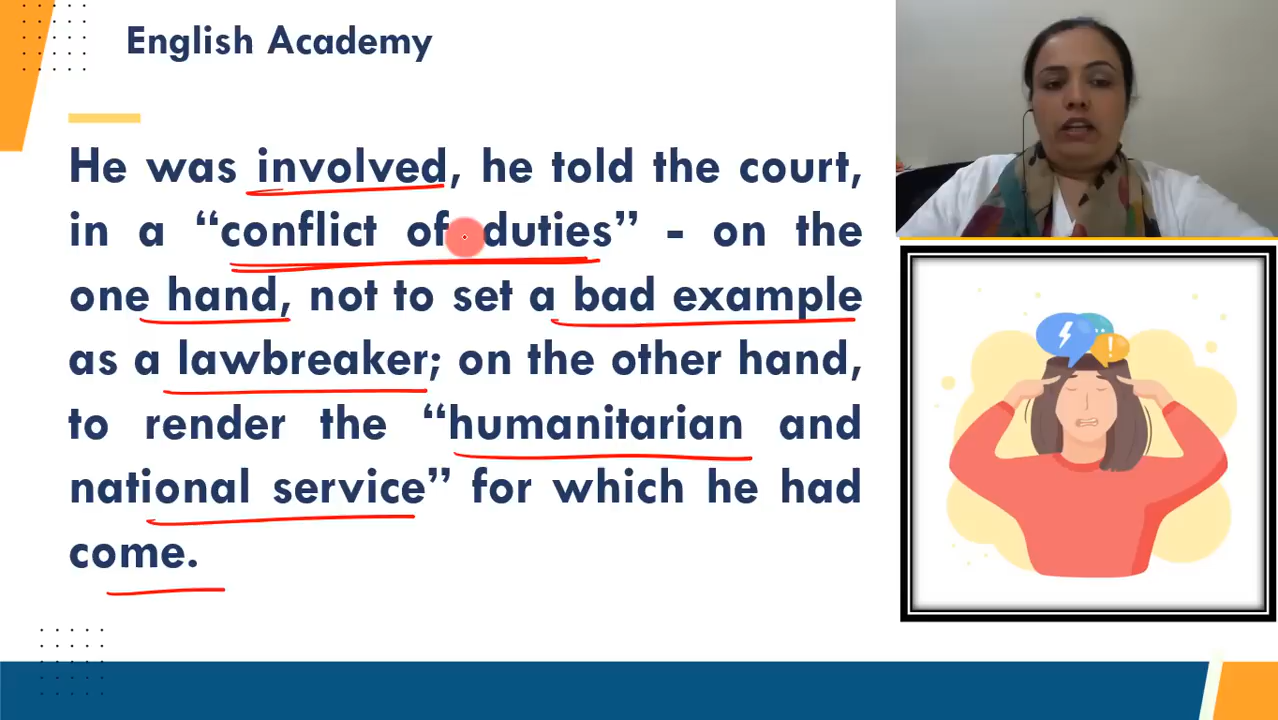 English Academy
He was involved, he told the court,
in a “conflict of duties” - on the
one hand, not to set a bad example
as a lawbreaker; on the other hand,
to render the “humanitarian and
national service” for which he had
come.